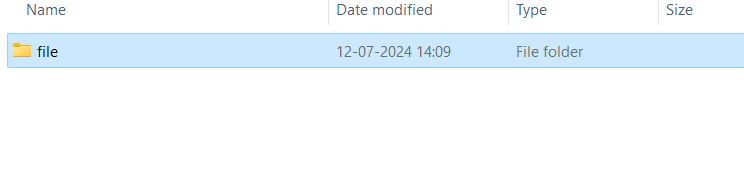 Name Date modified Type Size
file 12-07-2024 14:09 File folder